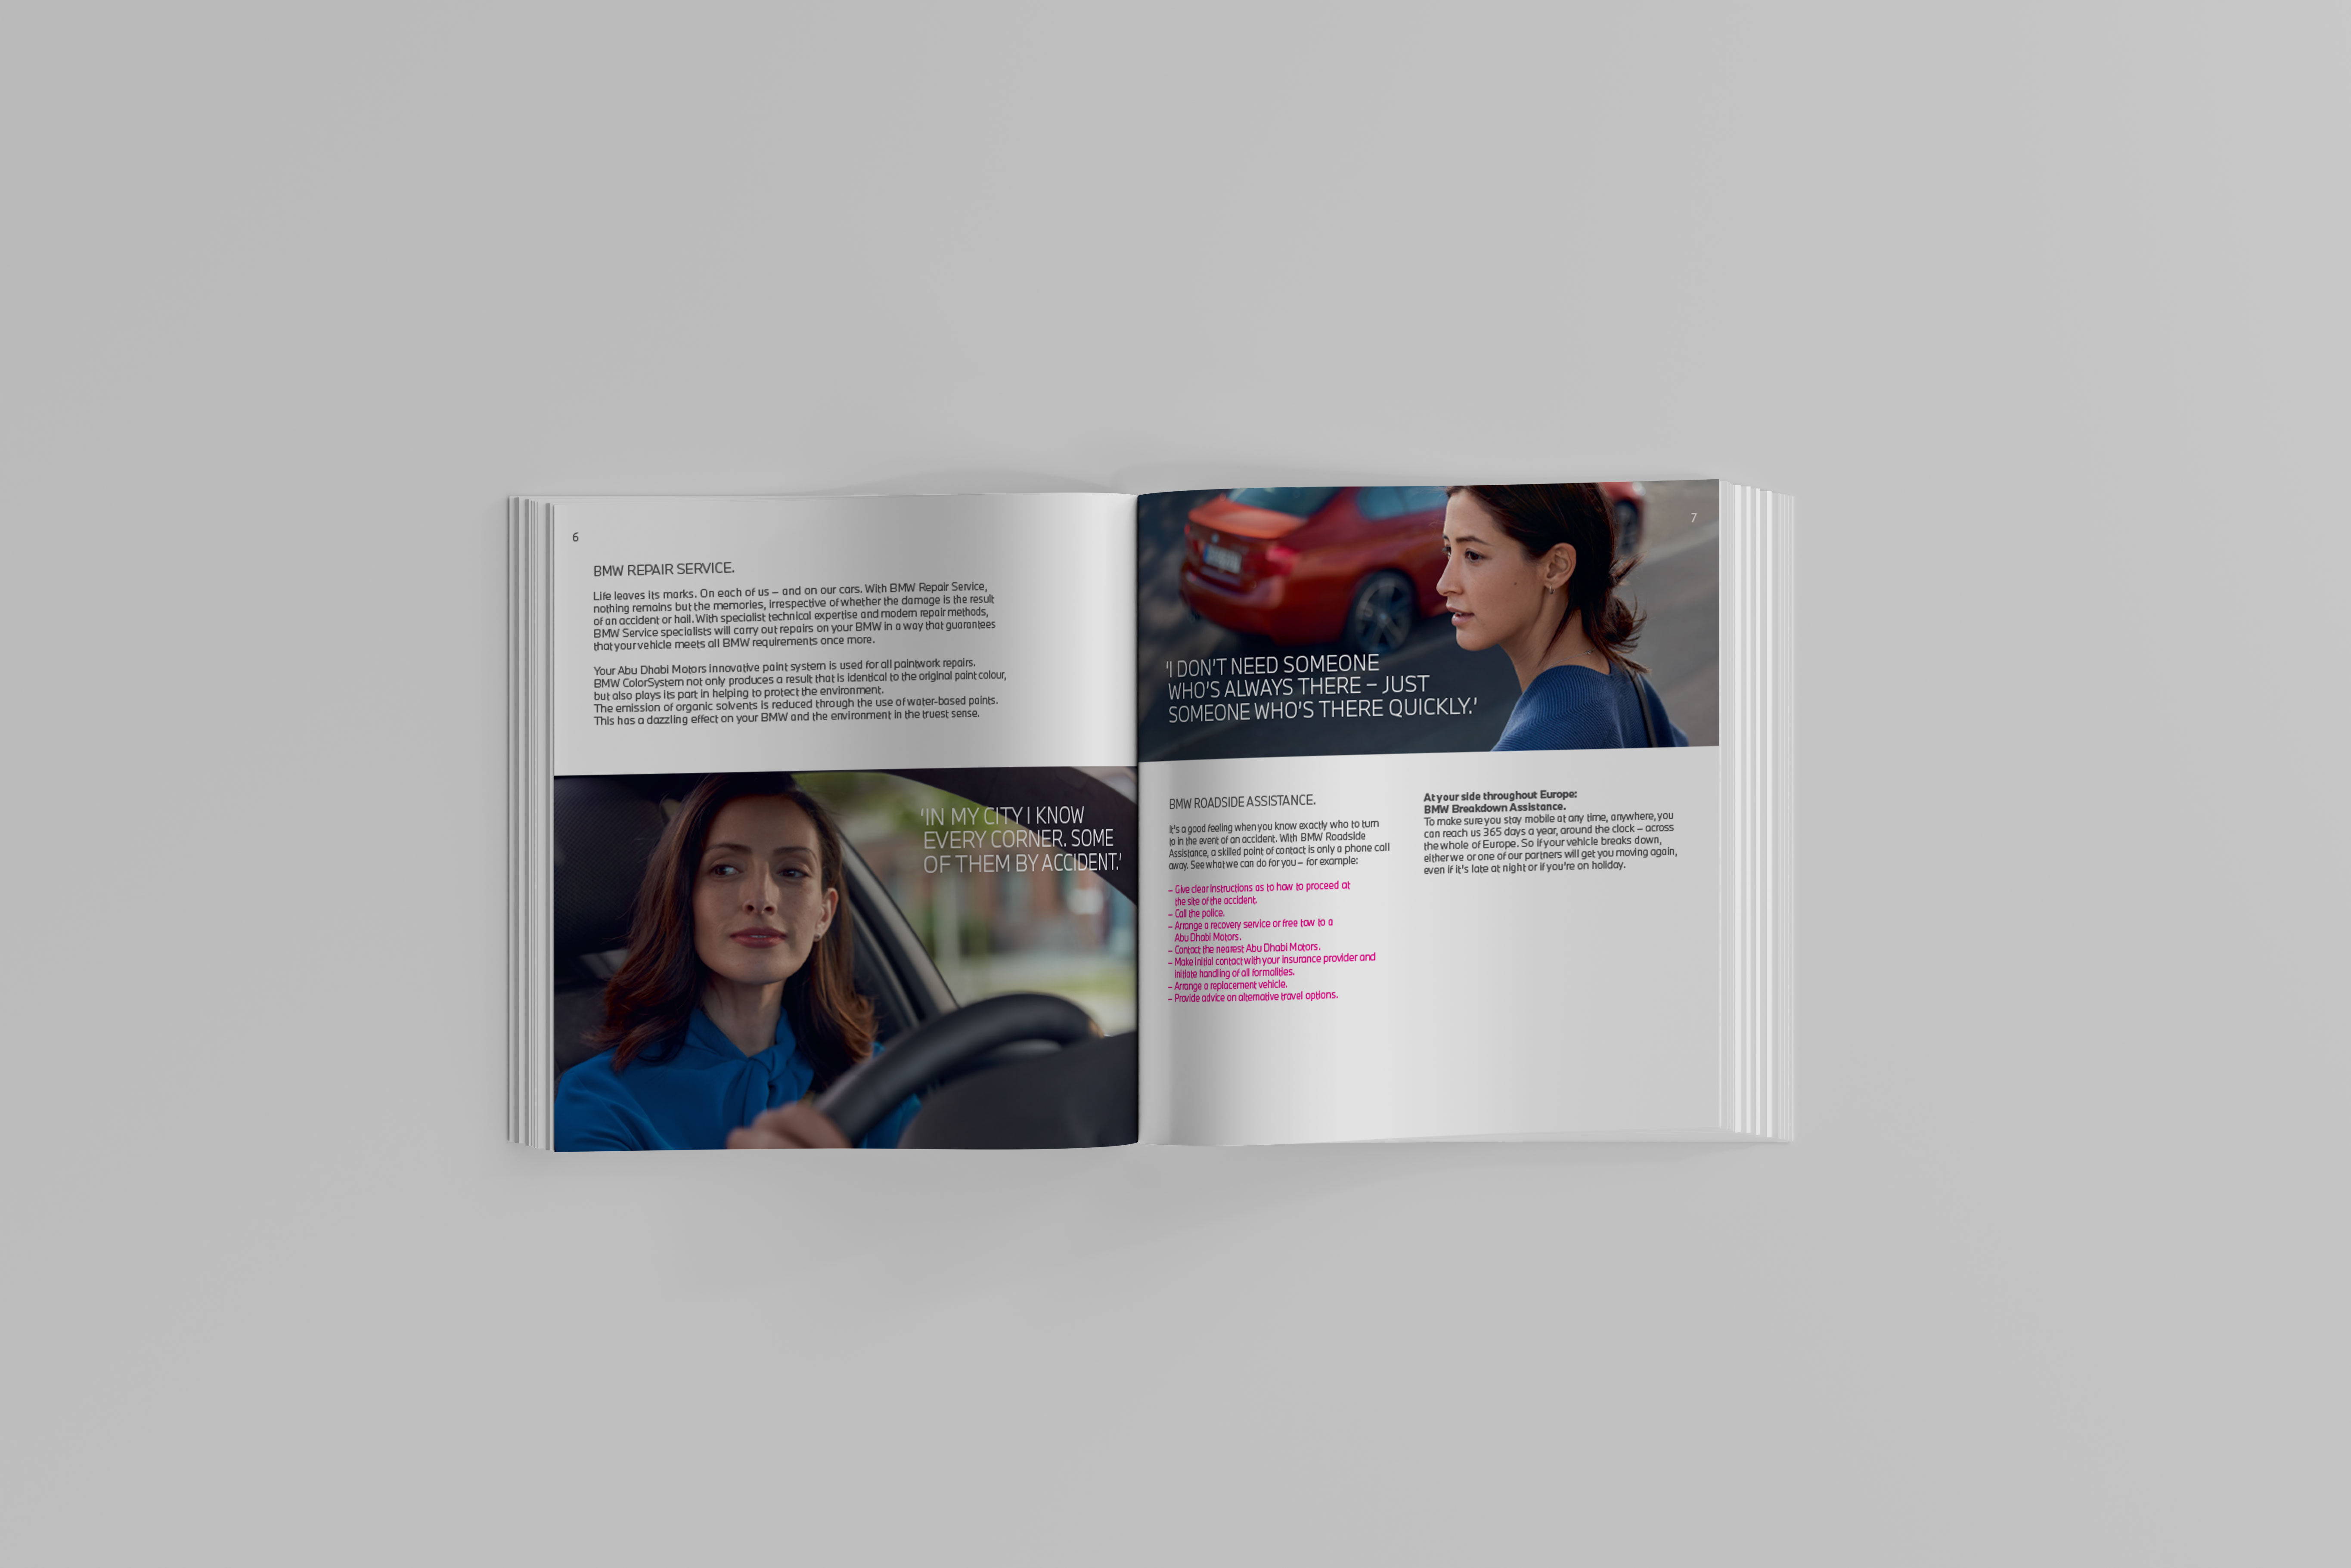 6
BMW REPAIR SERVICE.
Life leaves its marks. On each of us – and on our cars. With BMW Repair Service,
nothing remains but the memories, irrespective of whether the damage is the result
of an accident or hail. With specialist technical expertise and modern repair methods,
BMW Service specialists will carry out repairs on your BMW in a way that guarantees
that your vehicle meets all BMW requirements once more.
Your Abu Dhabi Motors innovative paint system is used for all paintwork repairs.
BMW ColorSystem not only produces a result that is identical to the original paint colour,
but also plays its part in helping to protect the environment.
The emission of organic solvents is reduced through the use of water-based paints.
This has a dazzling effect on your BMW and the environment in the truest sense.
'IN MY CITY I KNOW
EVERY CORNER. SOME
OF THEM BY ACCIDENT.'
7
'I DON'T NEED SOMEONE
WHO'S ALWAYS THERE – JUST
SOMEONE WHO'S THERE QUICKLY.'
BMW ROADSIDE ASSISTANCE.
It's a good feeling when you know exactly who to turn
to in the event of an accident. With BMW Roadside
Assistance, a skilled point of contact is only a phone call
away. See what we can do for you – for example:
– Give clear instructions as to how to proceed at
the site of the accident.
– Call the police.
– Arrange a recovery service or free tow to a
Abu Dhabi Motors.
– Contact the nearest Abu Dhabi Motors.
– Make initial contact with your insurance provider and
initiate handling of all formalities.
– Arrange a replacement vehicle.
– Provide advice on alternative travel options.
At your side throughout Europe:
BMW Breakdown Assistance.
To make sure you stay mobile at any time, anywhere, you
can reach us 365 days a year, around the clock – across
the whole of Europe. So if your vehicle breaks down,
either we or one of our partners will get you moving again,
even if it's late at night or if you're on holiday.